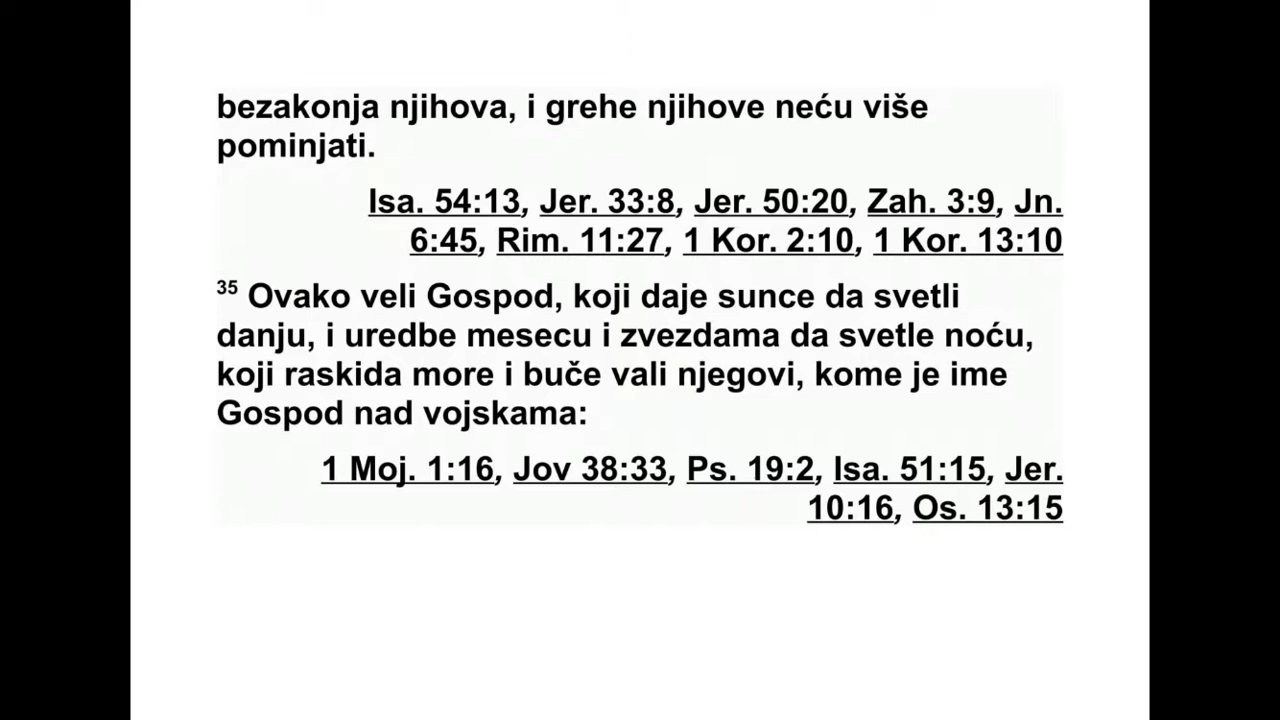 bezakonja njihova, i grehe njihove neću više
pominjati.
Isa. 54:13, Jer. 33:8, Jer. 50:20, Zah. 3:9, Jn.
6:45, Rim. 11:27, 1 Kor. 2:10, 1 Kor. 13:10
35 Ovako veli Gospod, koji daje sunce da svetli
danju, i uredbe mesecu i zvezdama da svetle noću,
koji raskida more i buče vali njegovi, kome je ime
Gospod nad vojskama:
1 Moj. 1:16, Jov 38:33, Ps. 19:2, Isa. 51:15, Jer.
10:16, Os. 13:15